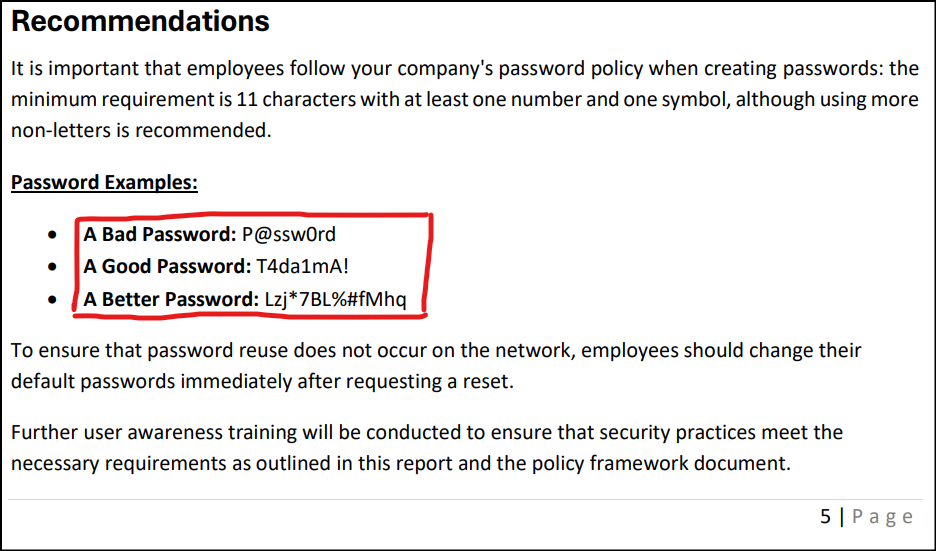 Recommendations
It is important that employees follow your company's password policy when creating passwords: the
minimum requirement is 11 characters with at least one number and one symbol, although using more
non-letters is recommended.
Password Examples:
• A Bad Password: P@ssw0rd
• A Good Password: T4da1mA!
• A Better Password: Lzj*7BL%#fMhq
To ensure that password reuse does not occur on the network, employees should change their
default passwords immediately after requesting a reset.
Further user awareness training will be conducted to ensure that security practices meet the
necessary requirements as outlined in this report and the policy framework document.
5 | Page